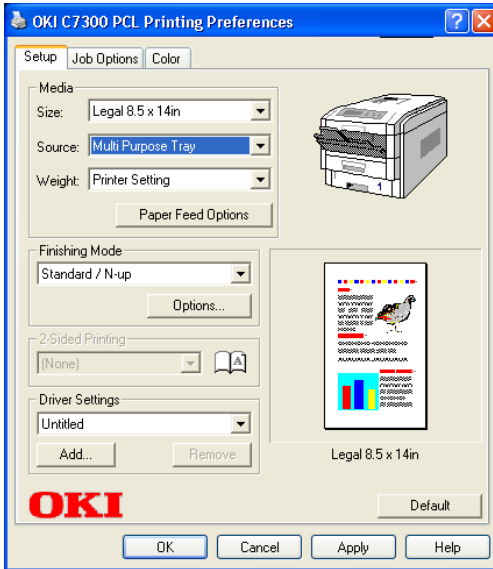 OKI C7300 PCL Printing Preferences
Setup Job Options Color
Media
Size: Legal 8.5 x 14in
Source: Multi Purpose Tray
Weight: Printer Setting
Paper Feed Options
1
Finishing Mode
Standard / N-up
Options...
2-Sided Printing
(None)
A
Driver Settings
Untitled
Add... Remove
Legal 8.5 x 14in
OKI
Default
OK Cancel Apply Help